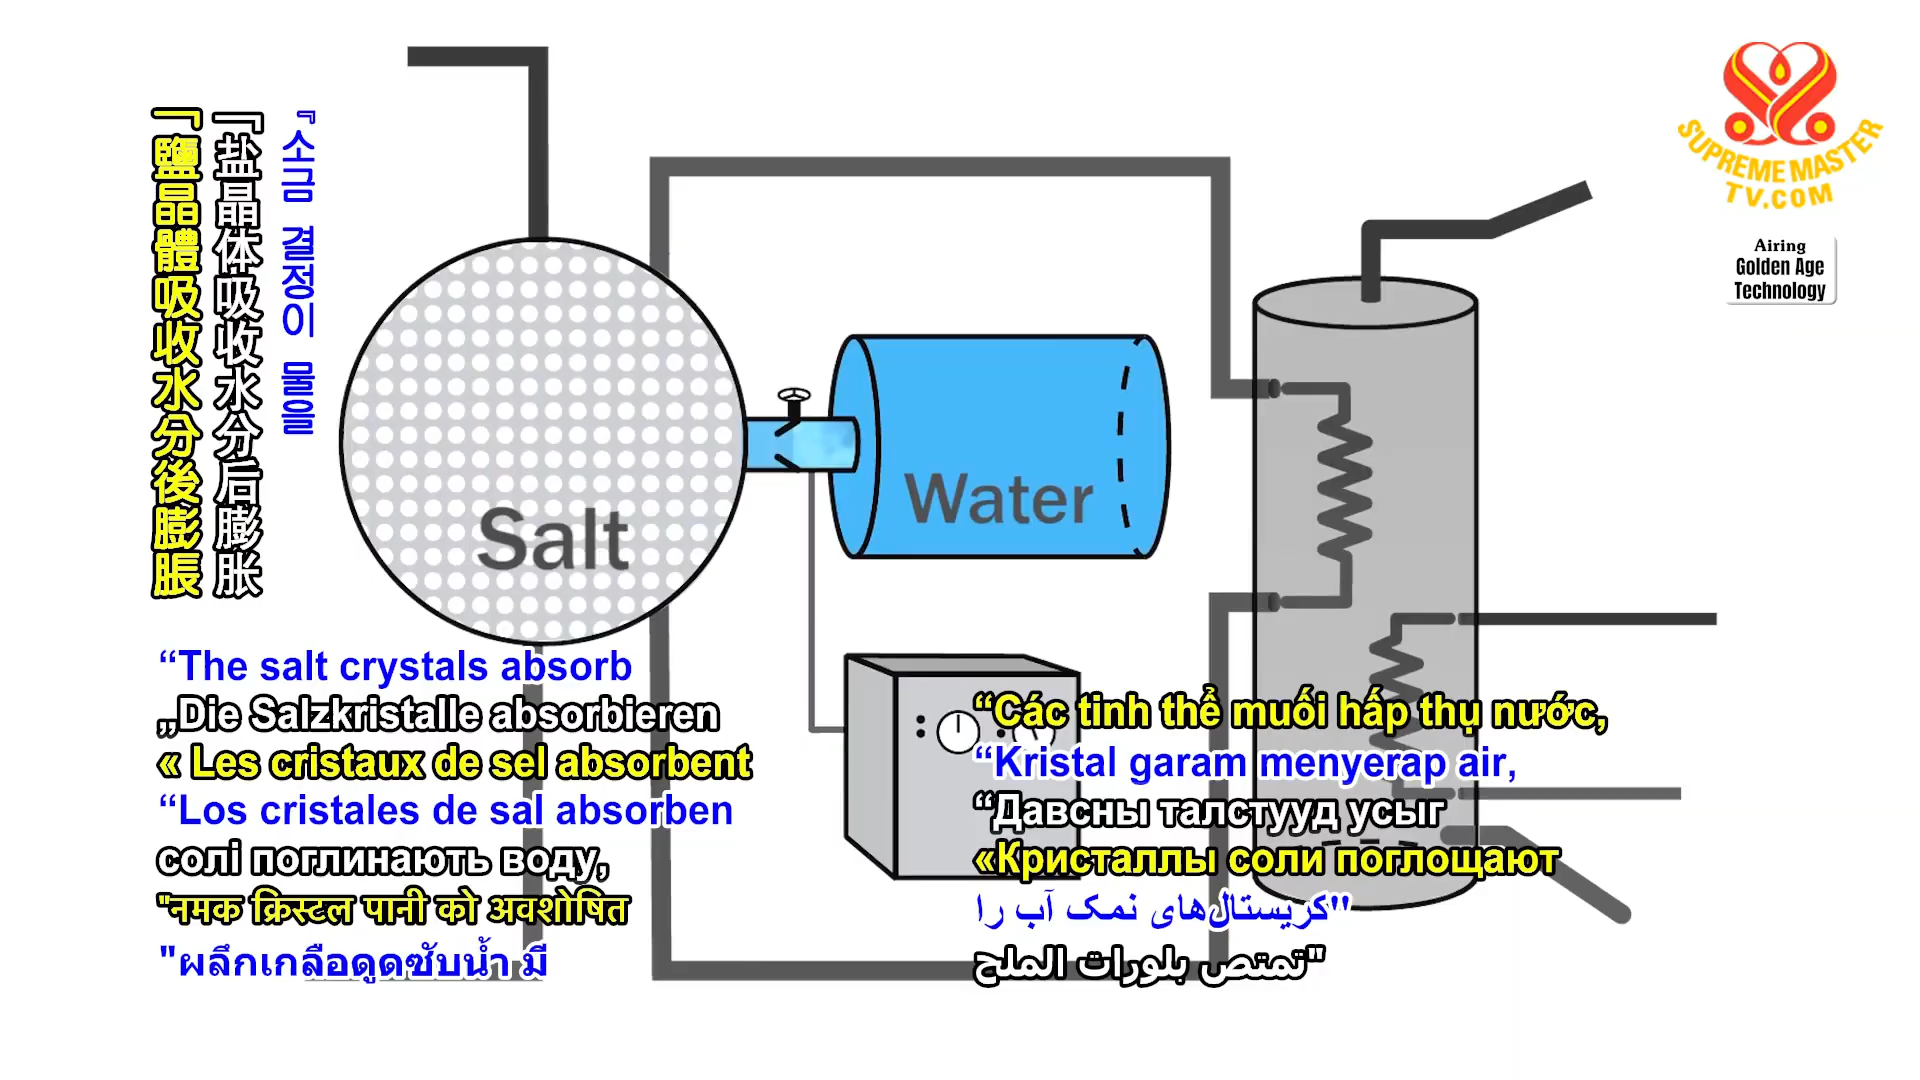 「鹽晶體吸收水分後膨脹
「盐晶体吸收水分后膨胀
『소금 결정이 물을
SUPREME MASTER
TV.COM
Airing
Golden Age
Technology
Salt
Water
“The salt crystals absorb
„Die Salzkristalle absorbieren
« Les cristaux de sel absorbent
“Los cristales de sal absorben
солі поглинають воду,
"नमक क्रिस्टल पानी को अवशोषित
"ผลึกเกลือดูดซับน้ำ มี
“Các tinh thể muối hấp thụ nước,
“Kristal garam menyerap air,
“Давсны талстууд усыг
«Кристаллы соли поглощают
"کریستال‌های نمک آب را
"تمتص بلورات الملح